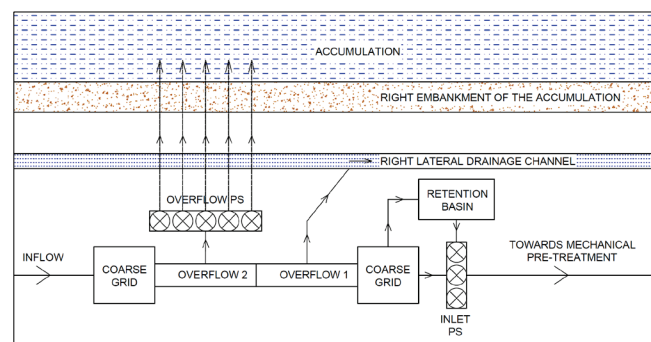 ACCUMULATION
RIGHT EMBANKMENT OF THE ACCUMULATION
RIGHT LATERAL DRAINAGE CHANNEL
OVERFLOW PS
RETENTION
BASIN
INFLOW
COARSE
GRID
OVERFLOW 2
OVERFLOW 1
COARSE
GRID
TOWARDS MECHANICAL
PRE-TREATMENT
INLET
PS